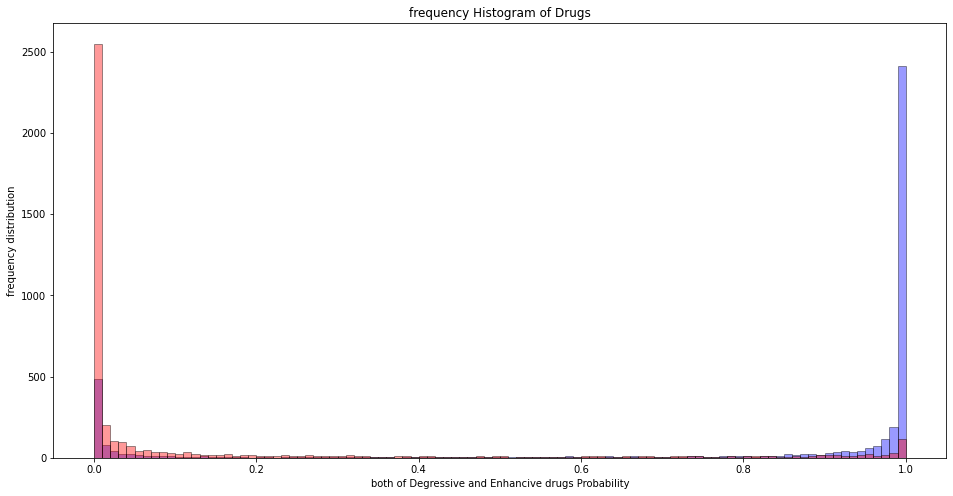 frequency Histogram of Drugs
frequency distribution
2500
2000
1500
1000
500
0
0.0 0.2 0.4 0.6 0.8 1.0
both of Degressive and Enhancive drugs Probability